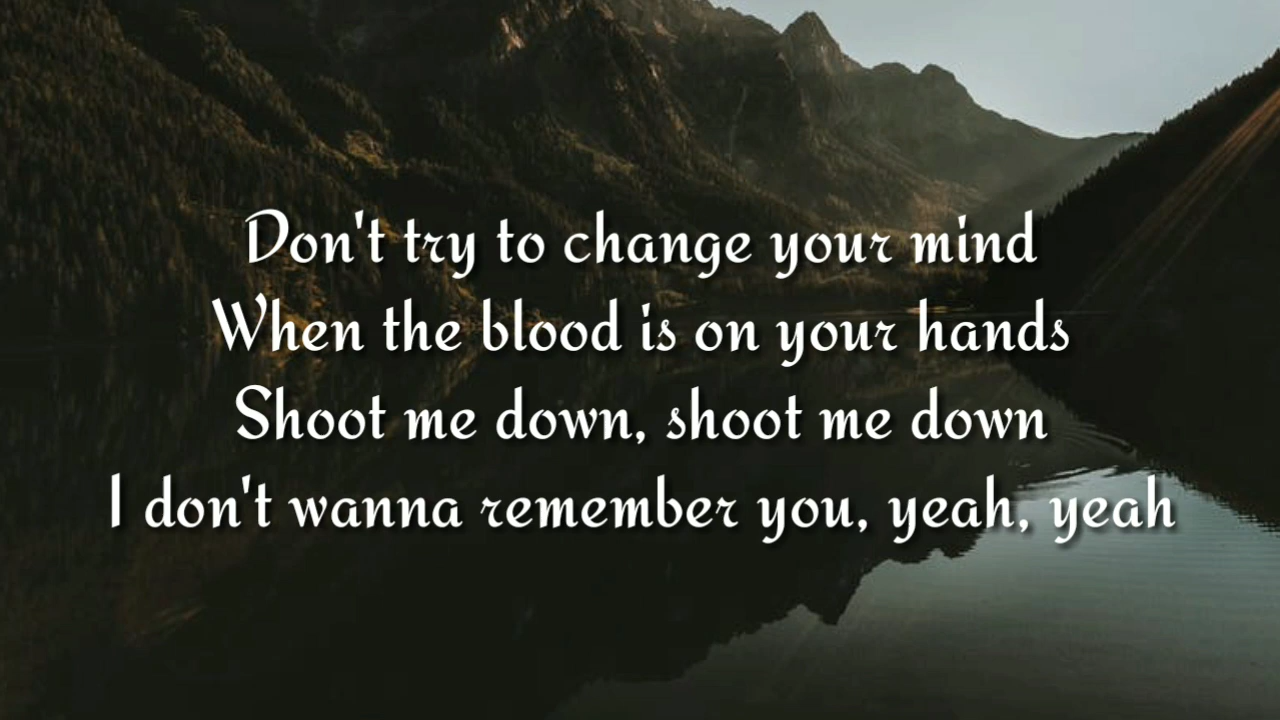 Don't try to change your mind
When the blood is on your hands
Shoot me down, shoot me down
I don't wanna remember you, yeah, yeah